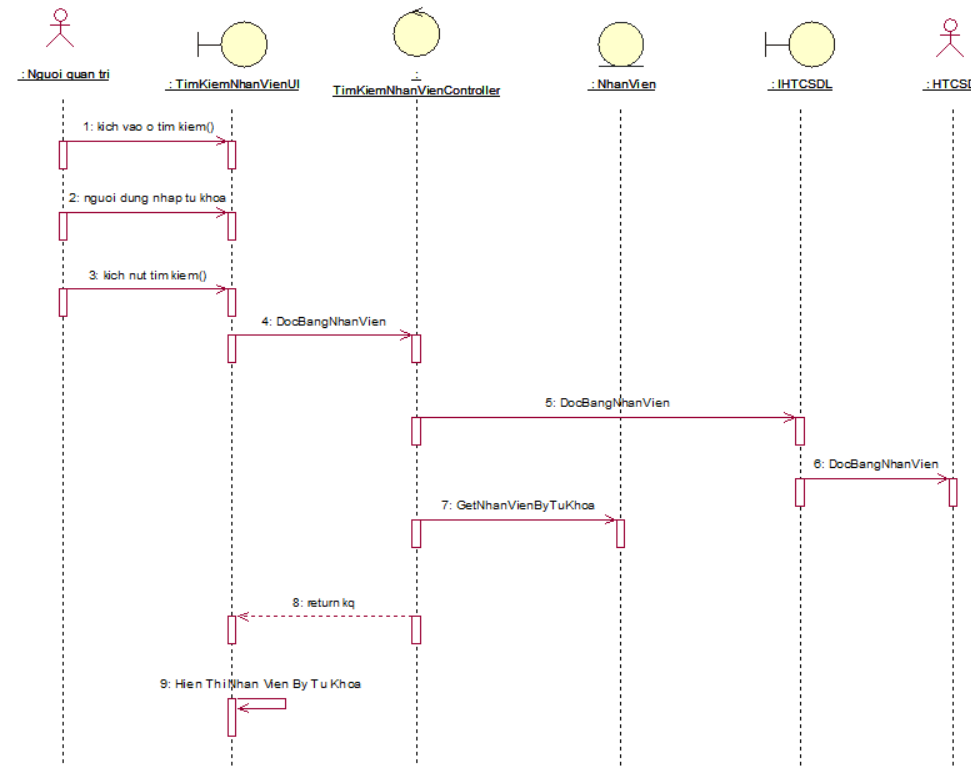 : Nguoi quan tri
: TimKiemNhanVienUI
:
TimKiemNhanVienController
: NhanVien
: IHTCSDL
: HTCSD
1: kich vao o tim kiem()
2: nguoi dung nhap tu khoa
3: kich nut tim kiem()
4: DocBangNhanVien
5: DocBangNhanVien
6: DocBangNhanVien
7: GetNhanVienByTuKhoa
8: return kq
9: Hien Thi Nhan Vien By Tu Khoa